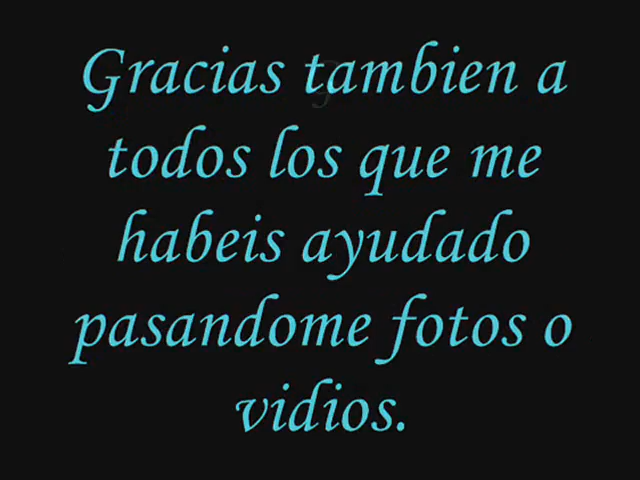 Gracias tambien a
todos los que me
habeis ayudado
pasandome fotos o
vidios.